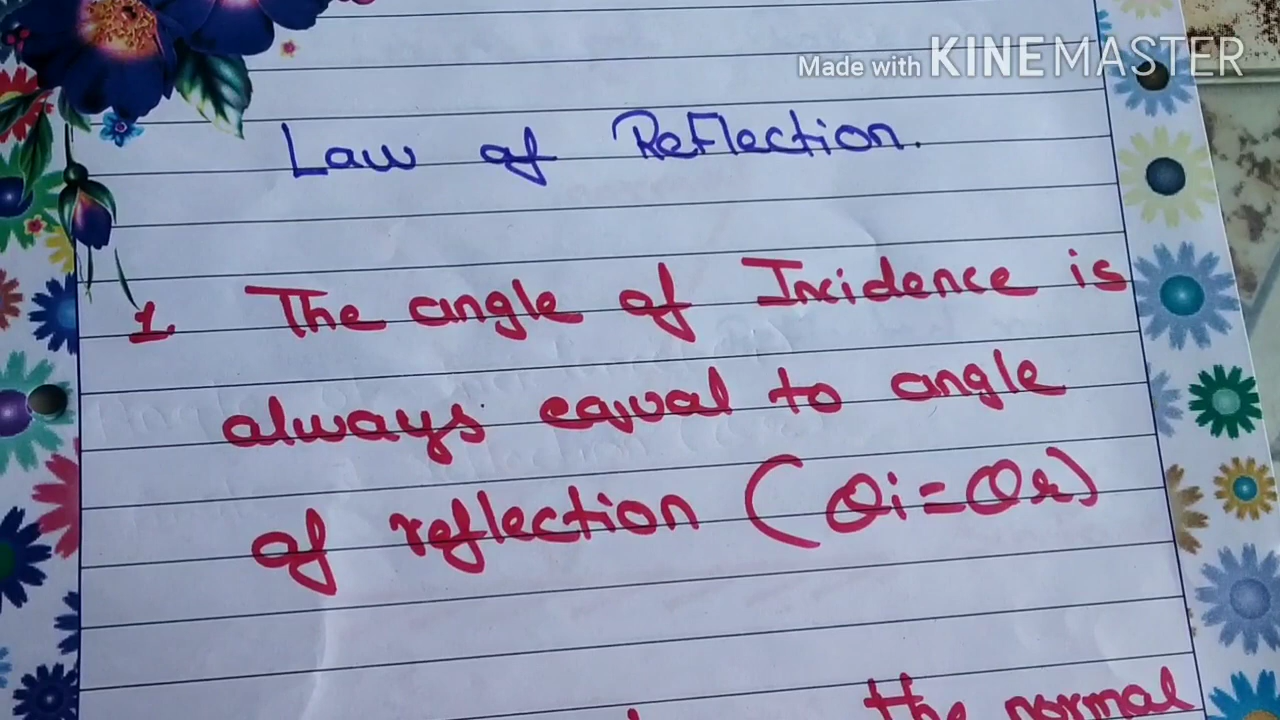 Made with KINEMASTER
Law of Reflection.
1. The angle of Incidence is
always equal to angle
of reflection (θi=θr)
the normal